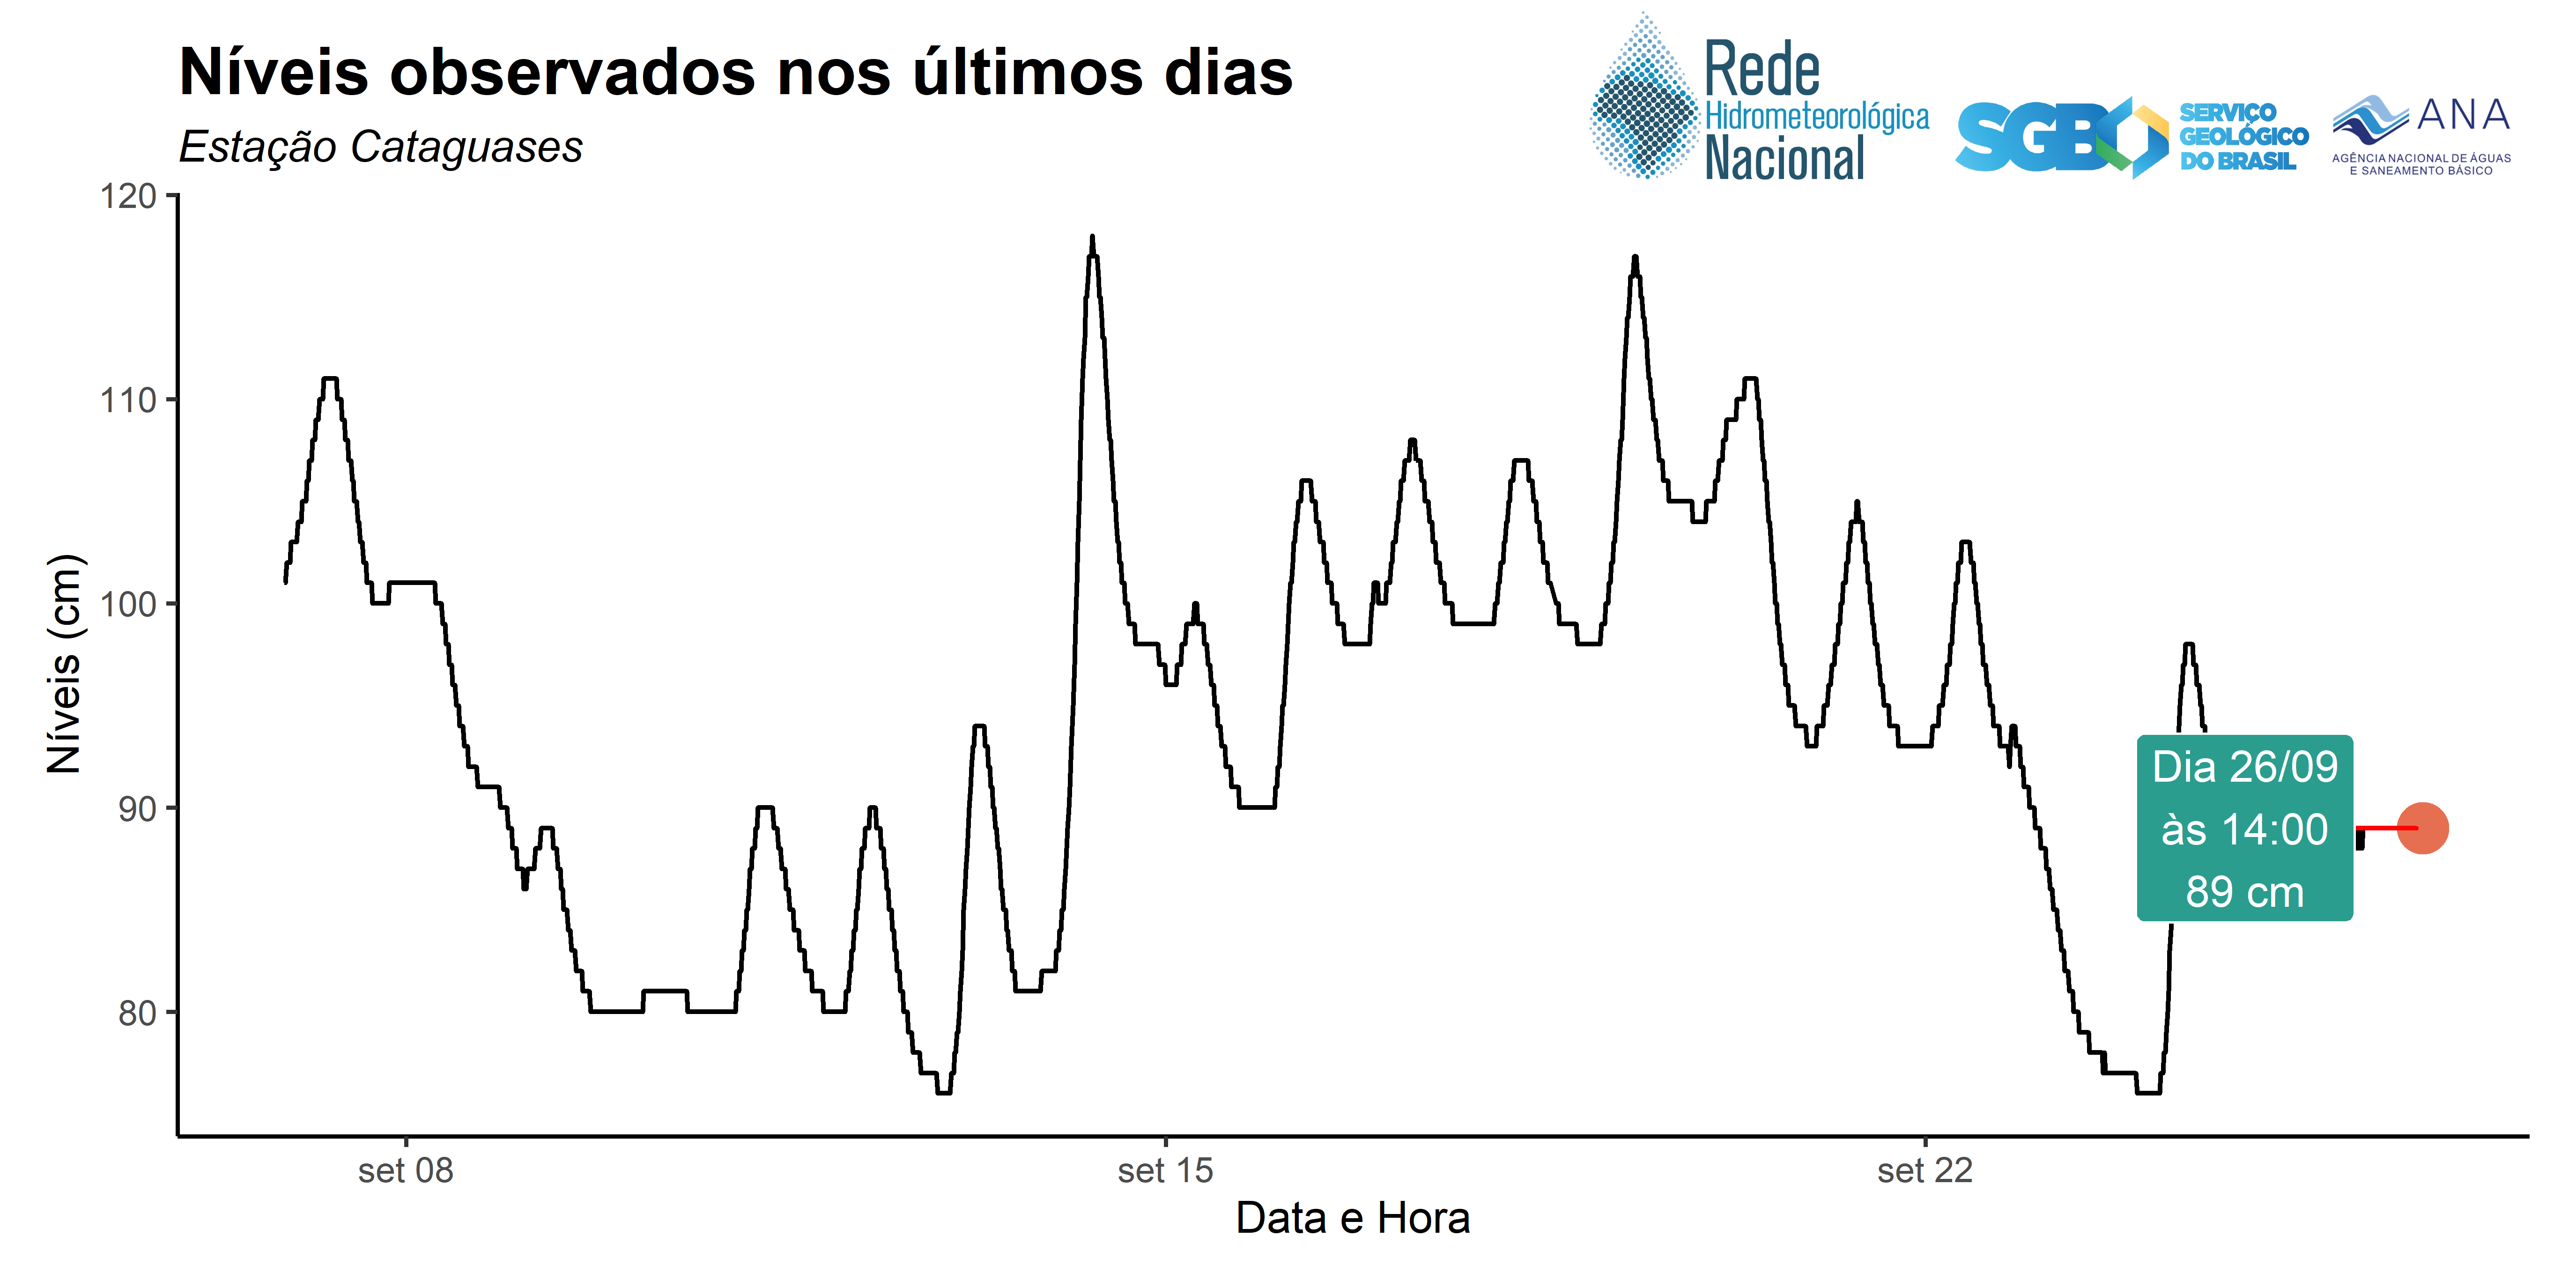 Níveis observados nos últimos dias
Estação Cataguases
Rede
Hidrometeorológica
Nacional
SGB
SERVIÇO
GEOLÓGICO
DO BRASIL
ANA
AGÊNCIA NACIONAL DE ÁGUAS
E SANEAMENTO BÁSICO
120
110
100
90
80
Níveis (cm)
Dia 26/09
às 14:00
89 cm
set 08
set 15
set 22
Data e Hora